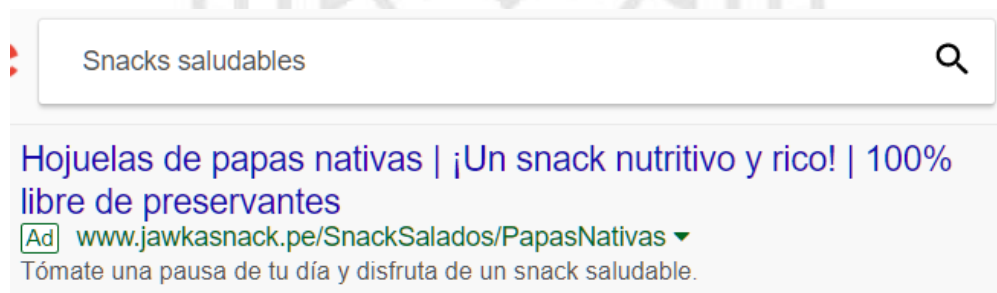 Snacks saludables
Hojuelas de papas nativas | ¡Un snack nutritivo y rico! | 100%
libre de preservantes
Ad www.jawkasnack.pe/SnackSalados/PapasNativas
Tómate una pausa de tu día y disfruta de un snack saludable.